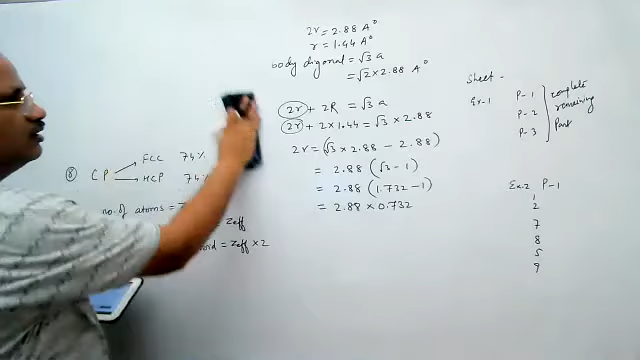 2r = 2.88 A°
r = 1.44 A°
body digonal = √3 a
= √2 × 2.88 A°
2r + 2R = √3 a
2r + 2 × 1.44 = √3 × 2.88
2r = (√3 × 2.88 - 2.88)
= 2.88 (√3 - 1)
= 2.88 (1.732 - 1)
= 2.88 × 0.732
8 CP
FCC 74%
HCP 74%
no. of atoms = Zeff
= Zeff × 2
Sheet -
Ex-1 P-1
P-2
P-3
complete
remaining
Part
Ex.2 P-1
1
2
7
8
5
9